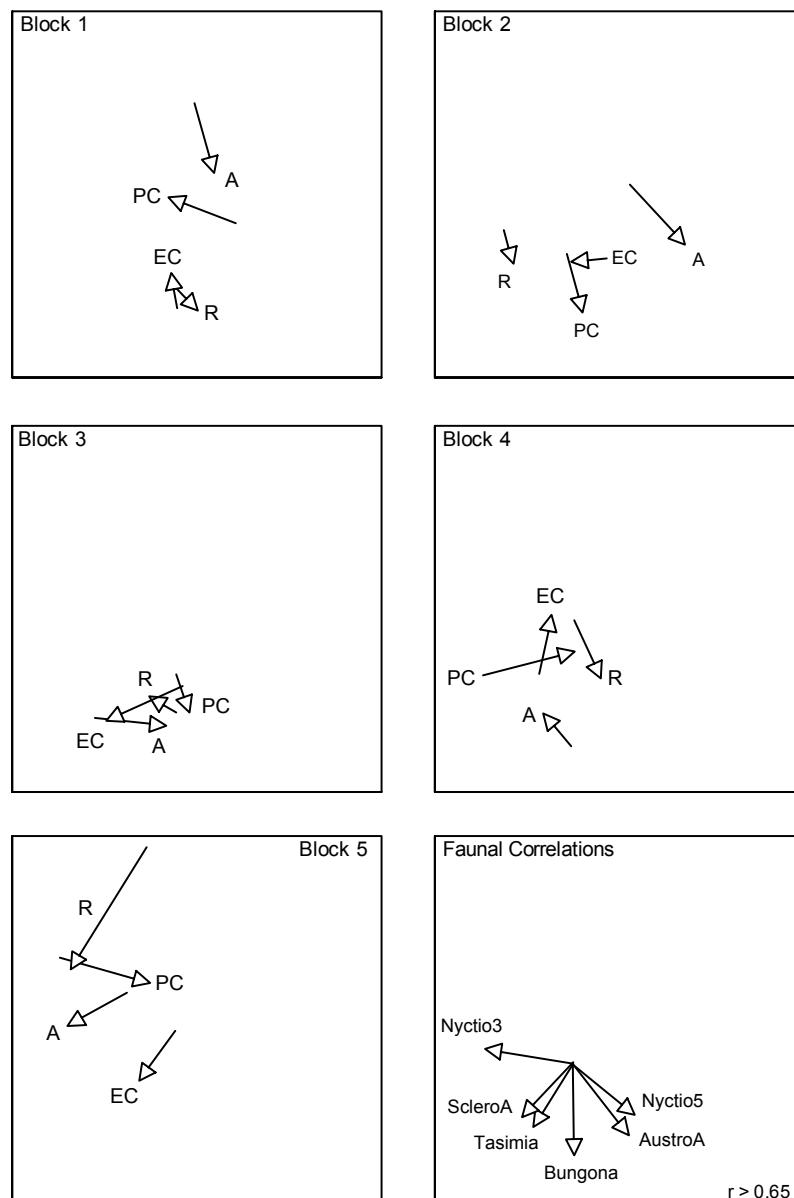 Block 1
A
PC
EC
R
Block 2
EC
A
R
PC
Block 3
R
PC
EC
A
Block 4
EC
PC
R
A
Block 5
R
PC
A
EC
Faunal Correlations
Nyctio3
ScleroA
Nyctio5
Tasimia
AustroA
Bungona
r > 0.65